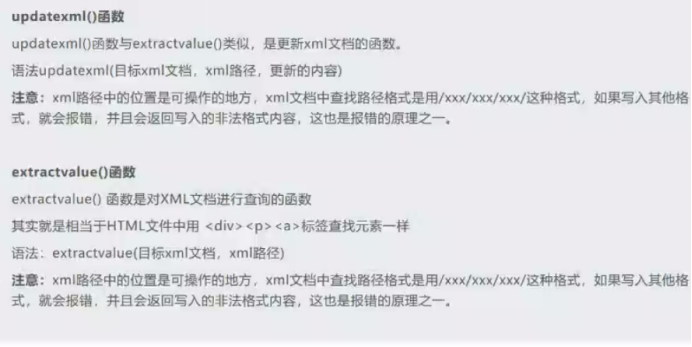 updatexml()函数
updatexml()函数与extractvalue()类似，是更新xml文档的函数。
语法updatexml(目标xml文档，xml路径，更新的内容)
注意：xml路径中的位置是可操作的地方，xml文档中查找路径格式是用/xxx/xxx/xxx/这种格式，如果写入其他格
式，就会报错，并且会返回写入的非法格式内容，这也是报错的原理之一。
extractvalue()函数
extractvalue() 函数是对XML文档进行查询的函数
其实就是相当于HTML文件中用 <div><p><a>标签查找元素一样
语法：extractvalue(目标xml文档，xml路径)
注意：xml路径中的位置是可操作的地方，xml文档中查找路径格式是用/xxx/xxx/xxx/这种格式，如果写入其他格
式，就会报错，并且会返回写入的非法格式内容，这也是报错的原理之一。